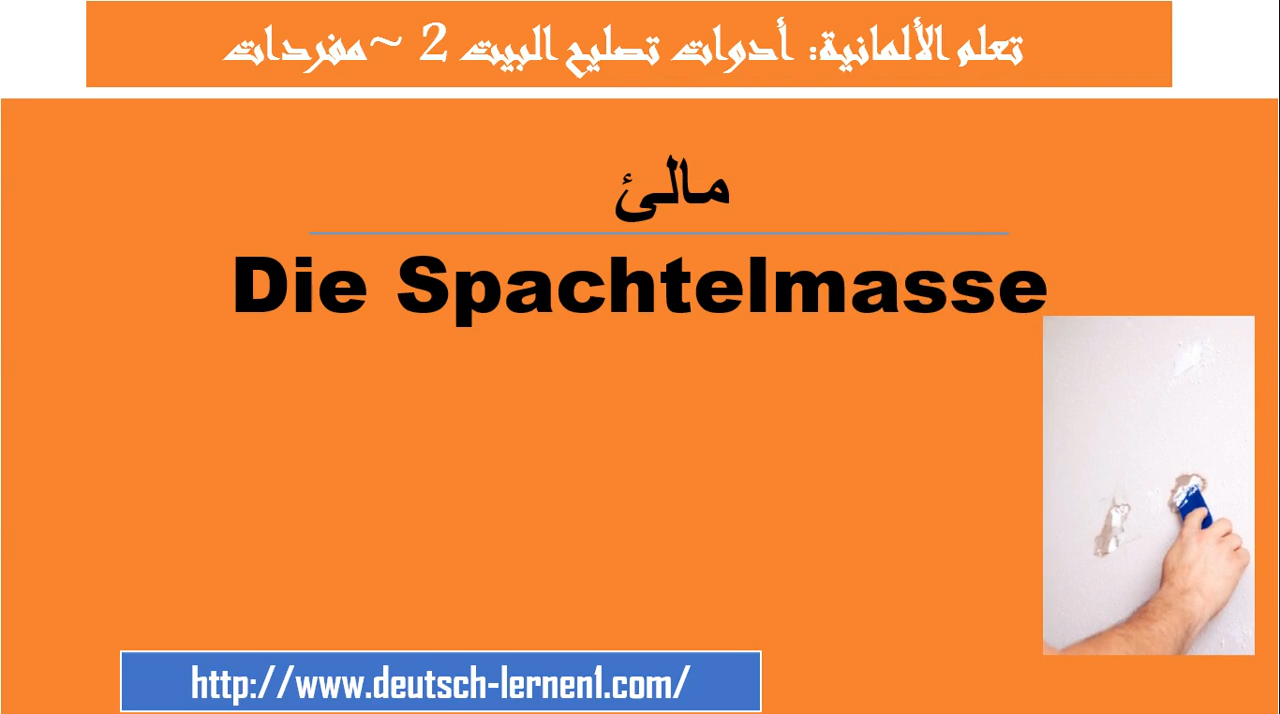 تعلم الألمانية: أدوات تصليح البيت 2 ~مفردات
مالئ
Die Spachtelmasse
http://www.deutsch-lernen1.com/